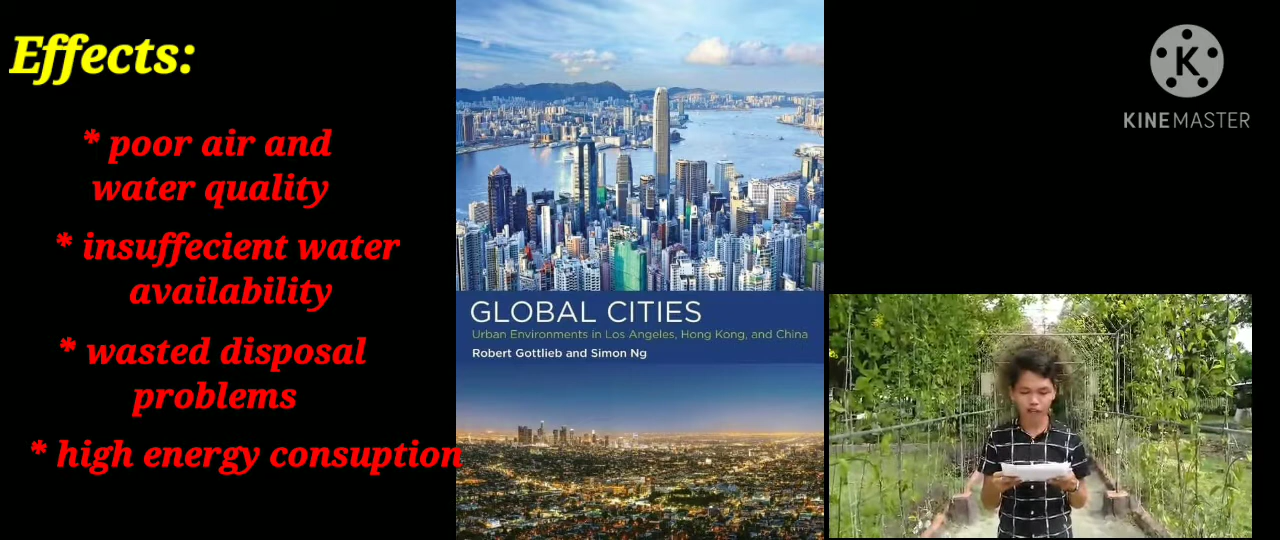 Effects:
* poor air and
water quality
* insuffecient water
availability
* wasted disposal
problems
* high energy consuption
GLOBAL CITIES
Urban Environments in Los Angeles, Hong Kong, and China
Robert Gottlieb and Simon Ng
K
KINEMASTER